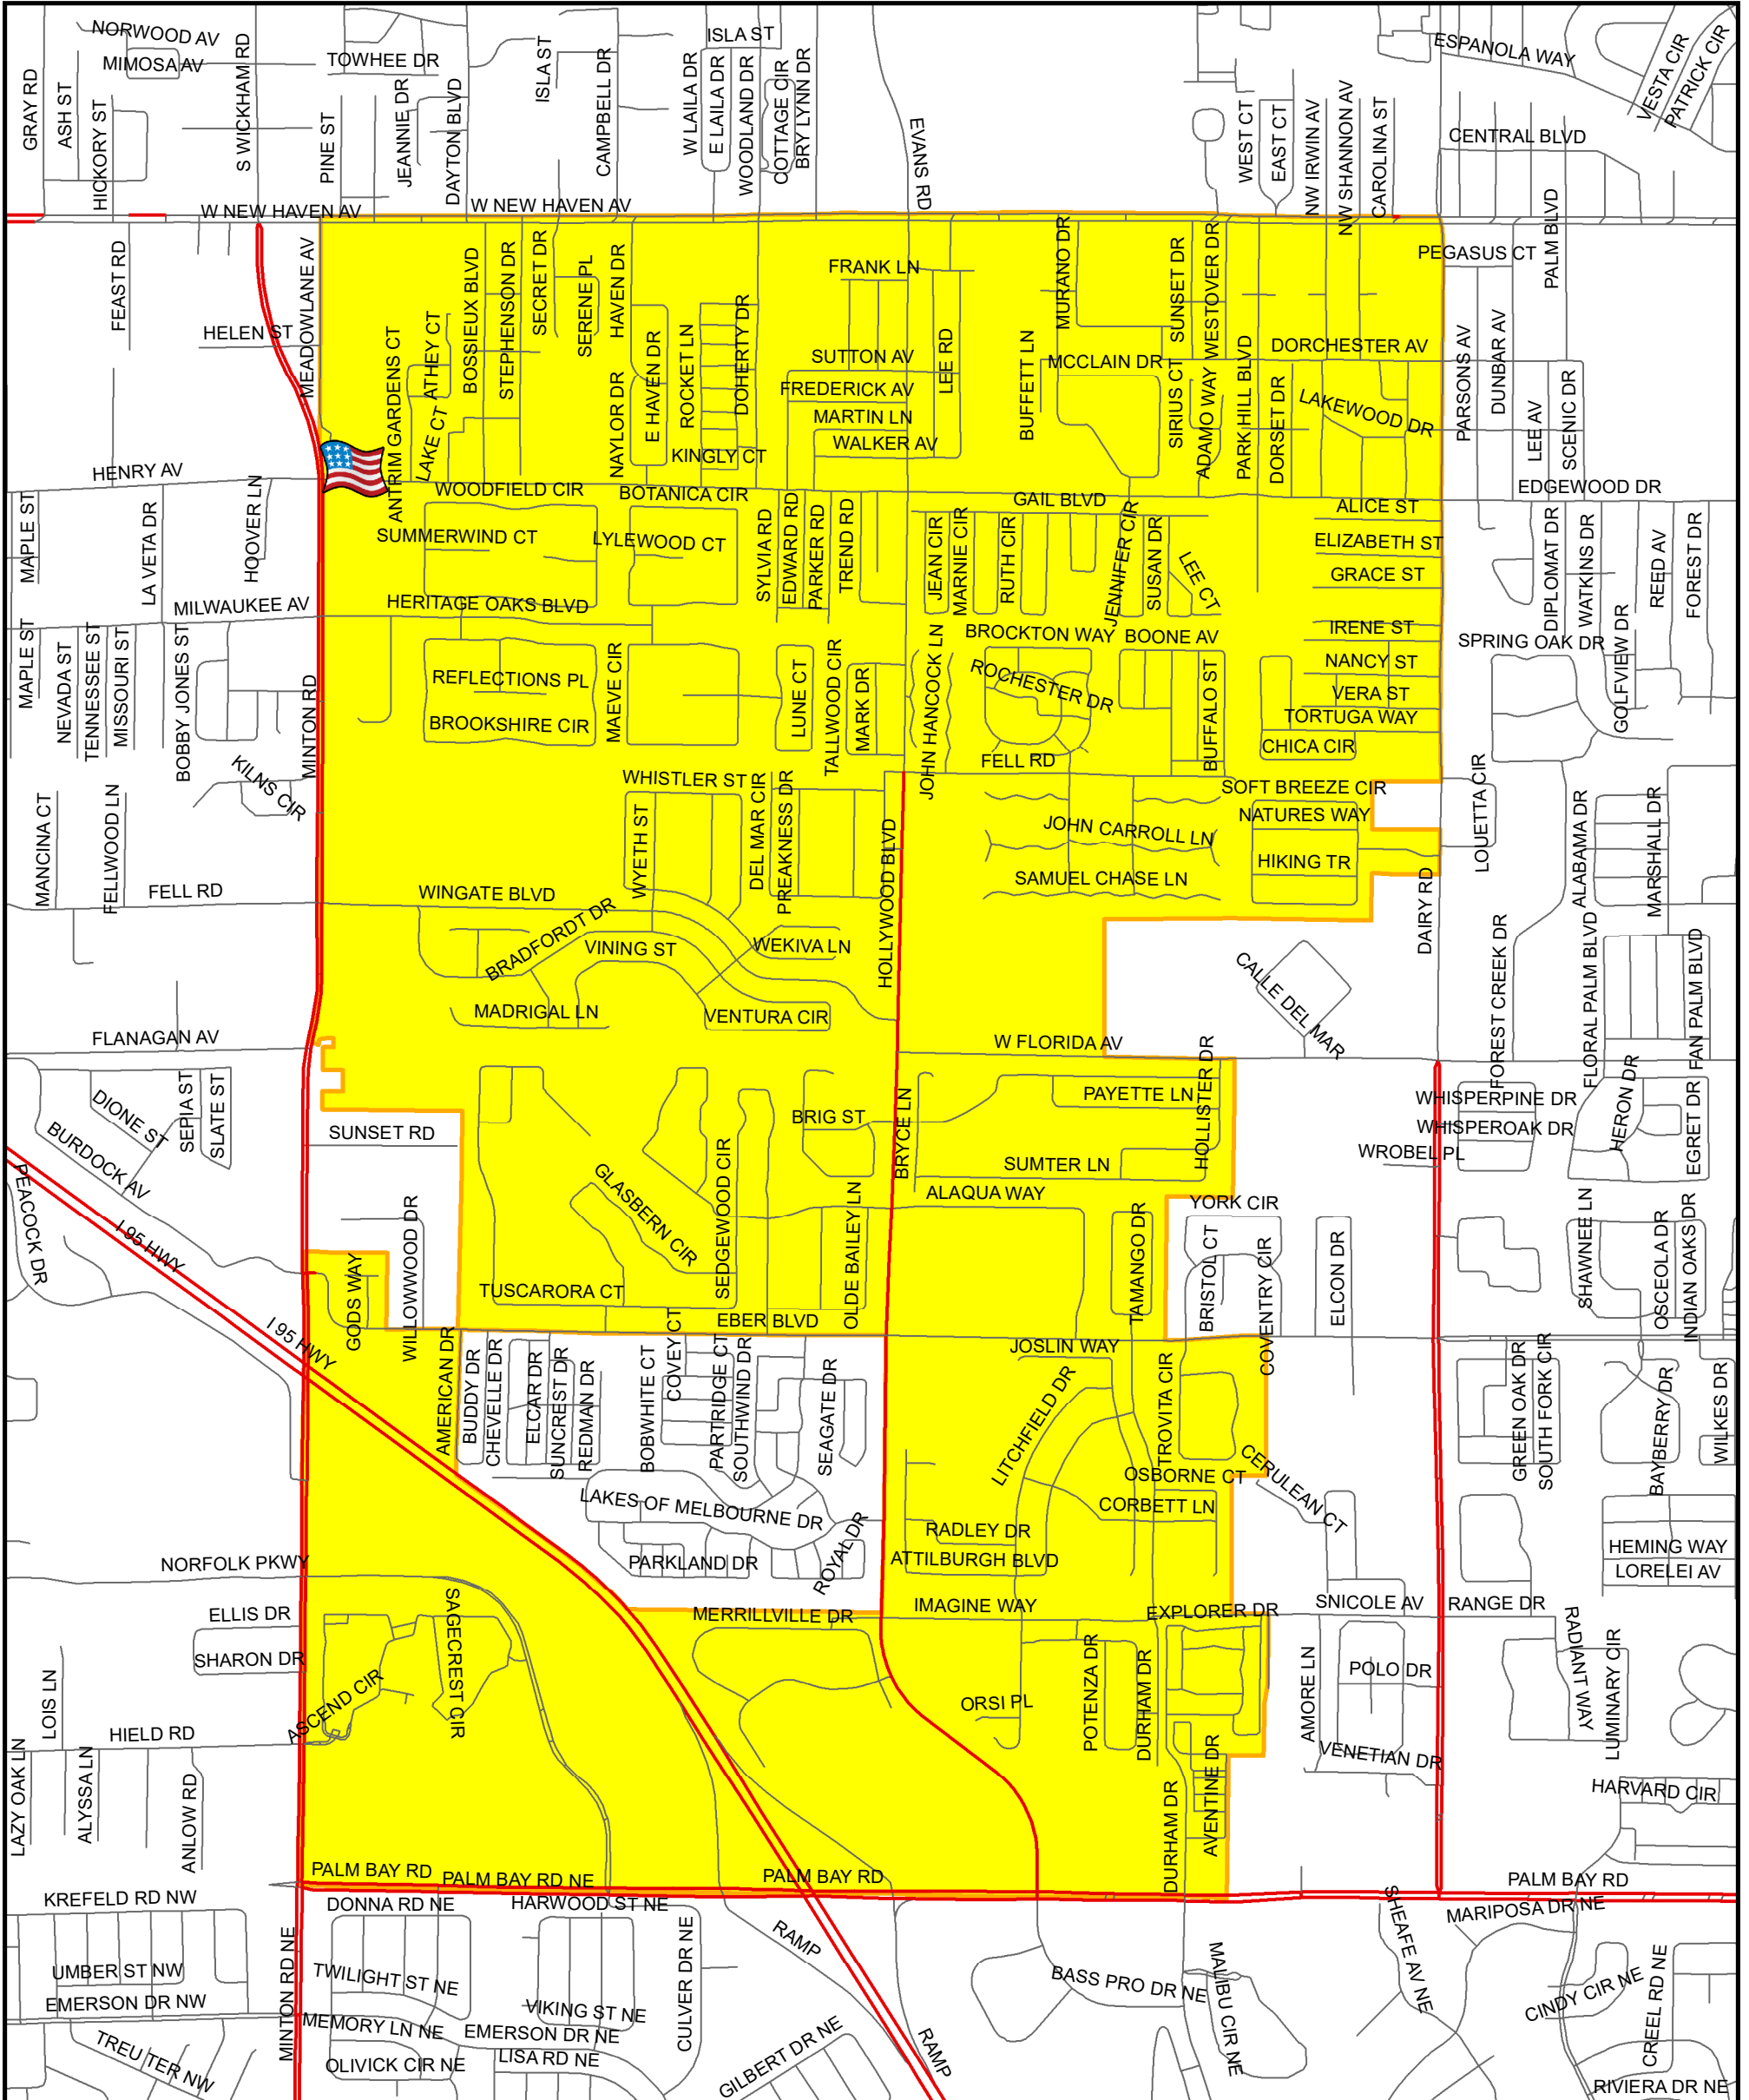 NORWOOD AV
MIMOSA AV
GRAY RD
ASH ST
HICKORY ST
S WICKHAM RD
TOWHEE DR
PINE ST
JEANNIE DR
DAYTON BLVD
ISLA ST
CAMPBELL DR
ISLA ST
W LAILA DR
E LAILA DR
WOODLAND DR
COTTAGE CIR
BRY LYNN DR
EVANS RD
WEST CT
EAST CT
NW IRWIN AV
NW SHANNON AV
CAROLINA ST
ESPANOLA WAY
VESTA CIR
PATRICK CIR
CENTRAL BLVD
PALM BLVD
W NEW HAVEN AV
W NEW HAVEN AV
FEAST RD
HELEN ST
MEADOWLANE AV
ANTRIM GARDENS CT
ATHEY CT
LAKE CT
BOSSIEUX BLVD
STEPHENSON DR
SECRET DR
SERENE PL
HAVEN DR
NAYLOR DR
E HAVEN DR
ROCKET LN
DOHERTY DR
KINGLY CT
FRANK LN
SUTTON AV
FREDERICK AV
MARTIN LN
WALKER AV
LEE RD
BUFFETT LN
MURANO DR
MCCLAIN DR
SUNSET DR
SIRIUS CT
WESTOVER DR
ADAMO WAY
PARK HILL BLVD
DORSET DR
DORCHESTER AV
LAKEWOOD DR
PEGASUS CT
PARSONS AV
DUNBAR AV
LEE AV
SCENIC DR
HENRY AV
MAPLE ST
LA VETA DR
HOOVER LN
WOODFIELD CIR
BOTANICA CIR
SUMMERWIND CT
LYLEWOOD CT
SYLVIA RD
EDWARD RD
PARKER RD
TREND RD
GAIL BLVD
JEAN CIR
MARNIE CIR
RUTH CIR
JENNIFER CIR
SUSAN DR
LEE CT
ALICE ST
ELIZABETH ST
GRACE ST
EDGEWOOD DR
DIPLOMAT DR
WATKINS DR
REED AV
FOREST DR
MILWAUKEE AV
HERITAGE OAKS BLVD
MAPLE ST
NEVADA ST
TENNESSEE ST
MISSOURI ST
BOBBY JONES ST
MINTON RD
KILNS CIR
REFLECTIONS PL
BROOKSHIRE CIR
MAEVE CIR
LUNE CT
TALLWOOD CIR
MARK DR
JOHN HANCOCK LN
BROCKTON WAY
BOONE AV
ROCHESTER DR
BUFFALO ST
FELL RD
IRENE ST
NANCY ST
VERA ST
TORTUGA WAY
CHICA CIR
SPRING OAK DR
GOLFVIEW DR
MANCINA CT
FELLWOOD LN
FELL RD
WHISTLER ST
WYETH ST
DEL MAR CIR
PREAKNESS DR
HOLLYWOOD BLVD
SOFT BREEZE CIR
NATURES WAY
HIKING TR
JOHN CARROLL LN
SAMUEL CHASE LN
LOUETTA CIR
DAIRY RD
ALABAMA DR
MARSHALL DR
WINGATE BLVD
BRADFORDT DR
VINING ST
WEKIVA LN
MADRIGAL LN
VENTURA CIR
CALLE DEL MAR
FOREST CREEK DR
FLORAL PALM BLVD
FAN PALM BLVD
FLANAGAN AV
W FLORIDA AV
DIONE ST
SEPIA ST
SLATE ST
BURDOCK AV
SUNSET RD
BRIG ST
BRYCE LN
PAYETTE LN
HOLLISTER DR
SUMTER LN
ALAQUA WAY
WHISPERPINE DR
WHISPEROAK DR
WROBEL PL
HERON DR
EGRET DR
PEACOCK DR
I 95 HWY
I 95 HWY
GODS WAY
WILLOWWOOD DR
GLASBERN CIR
SEDGEWOOD CIR
TUSCARORA CT
OLDE BAILEY LN
EBER BLVD
TAMANGO DR
YORK CIR
BRISTOL CT
COVENTRY CIR
ELCON DR
SHAWNEE LN
OSCEOLA DR
INDIAN OAKS DR
AMERICAN DR
BUDDY DR
CHEVELLE DR
ELCAR DR
SUNCREST DR
REDMAN DR
BOBWHITE CT
COVEY CT
PARTRIDGE CT
SOUTHWIND DR
SEAGATE DR
JOSLIN WAY
LITCHFIELD DR
TROVITA CIR
OSBORNE CT
CORBETT LN
CERULEAN CT
GREEN OAK DR
SOUTH FORK CIR
BAYBERRY DR
WILKES DR
LAKES OF MELBOURNE DR
PARKLAND DR
ROYAL DR
RADLEY DR
ATTILBURGH BLVD
HEMING WAY
LORELEI AV
NORFOLK PKWY
ELLIS DR
SHARON DR
SAGECREST CIR
MERRILLVILLE DR
IMAGINE WAY
EXPLORER DR
SNICOLE AV
RANGE DR
LOIS LN
HIELD RD
ASCEND CIR
ORSI PL
POTENZA DR
DURHAM DR
AMORE LN
POLO DR
VENETIAN DR
RADIANT WAY
LUMINARY CIR
LAZY OAK LN
ALYSSA LN
ANLOW RD
DURHAM DR
AVENTINE DR
HARVARD CIR
PALM BAY RD
PALM BAY RD NE
PALM BAY RD
PALM BAY RD
KREFELD RD NW
DONNA RD NE
HARWOOD ST NE
MARIPOSA DR NE
SHEAFE AV NE
MINTON RD NE
UMBER ST NW
EMERSON DR NW
TREUTER NW
TWILIGHT ST NE
MEMORY LN NE
OLIVICK CIR NE
VIKING ST NE
EMERSON DR NE
LISA RD NE
CULVER DR NE
RAMP
GILBERT DR NE
RAMP
BASS PRO DR NE
MALIBU CIR NE
CINDY CIR NE
CREEL RD NE
RIVIERA DR NE